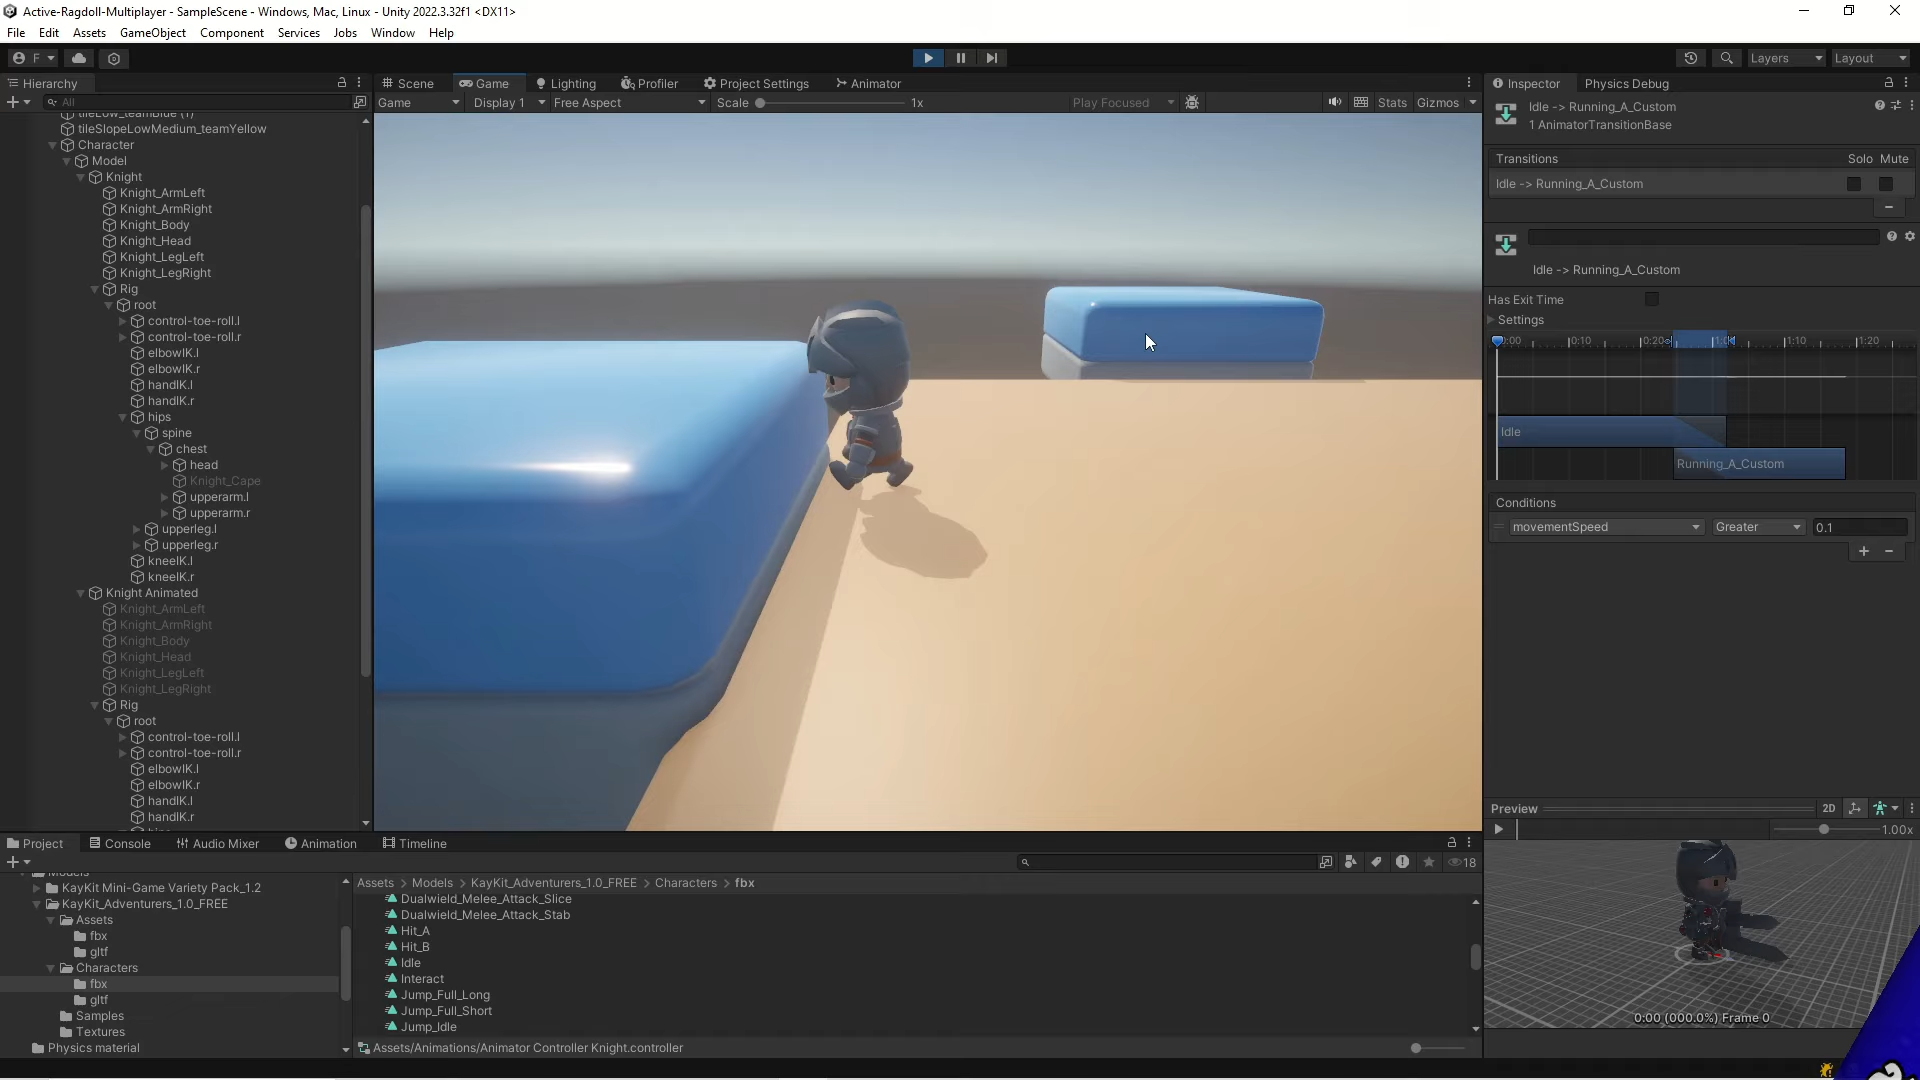 Active-Ragdoll-Multiplayer - SampleScene - Windows, Mac, Linux - Unity 2022.3.32f1 <DX11>
File Edit Assets GameObject Component Services Jobs Window Help
F Layers Layout
Hierarchy
Scene Game Lighting Profiler Project Settings Animator
Inspector Physics Debug
All
Game Display 1 Free Aspect Scale 1x Play Focused Stats Gizmos
tileLow_teamBlue (1)
tileSlopeLowMedium_teamYellow
Character
Model
Knight
Knight_ArmLeft
Knight_ArmRight
Knight_Body
Knight_Head
Knight_LegLeft
Knight_LegRight
Rig
root
control-toe-roll.l
control-toe-roll.r
elbowIK.l
elbowIK.r
handIK.l
handIK.r
hips
spine
chest
head
Knight_Cape
upperarm.l
upperarm.r
upperleg.l
upperleg.r
kneeIK.l
kneeIK.r
Knight Animated
Knight_ArmLeft
Knight_ArmRight
Knight_Body
Knight_Head
Knight_LegLeft
Knight_LegRight
Rig
root
control-toe-roll.l
control-toe-roll.r
elbowIK.l
elbowIK.r
handIK.l
handIK.r
Idle -> Running_A_Custom
1 AnimatorTransitionBase
Transitions Solo Mute
Idle -> Running_A_Custom
Idle -> Running_A_Custom
Has Exit Time
Settings
0:10 0:20 1:10 1:20
Idle
Running_A_Custom
Conditions
movementSpeed Greater 0.1
Preview 2D
1.00x
0:00 (000.0%) Frame 0
Project Console Audio Mixer Animation Timeline
18
Models
KayKit Mini-Game Variety Pack_1.2
KayKit_Adventurers_1.0_FREE
Assets
fbx
gltf
Characters
fbx
gltf
Samples
Textures
Physics material
Assets > Models > KayKit_Adventurers_1.0_FREE > Characters > fbx
Dualwield_Melee_Attack_Slice
Dualwield_Melee_Attack_Stab
Hit_A
Hit_B
Idle
Interact
Jump_Full_Long
Jump_Full_Short
Jump_Idle
Assets/Animations/Animator Controller Knight.controller